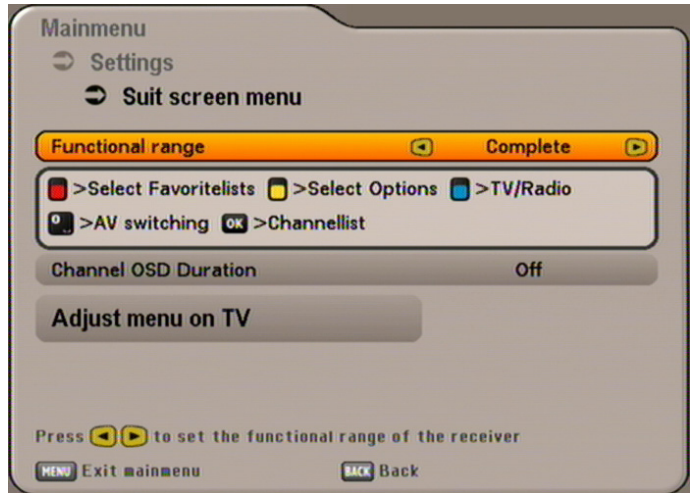 Mainmenu
Settings
Suit screen menu
Functional range Complete
>Select Favoritelists >Select Options >TV/Radio
0 >AV switching OK >Channellist
Channel OSD Duration Off
Adjust menu on TV
Press to set the functional range of the receiver
MENU Exit mainmenu BACK Back